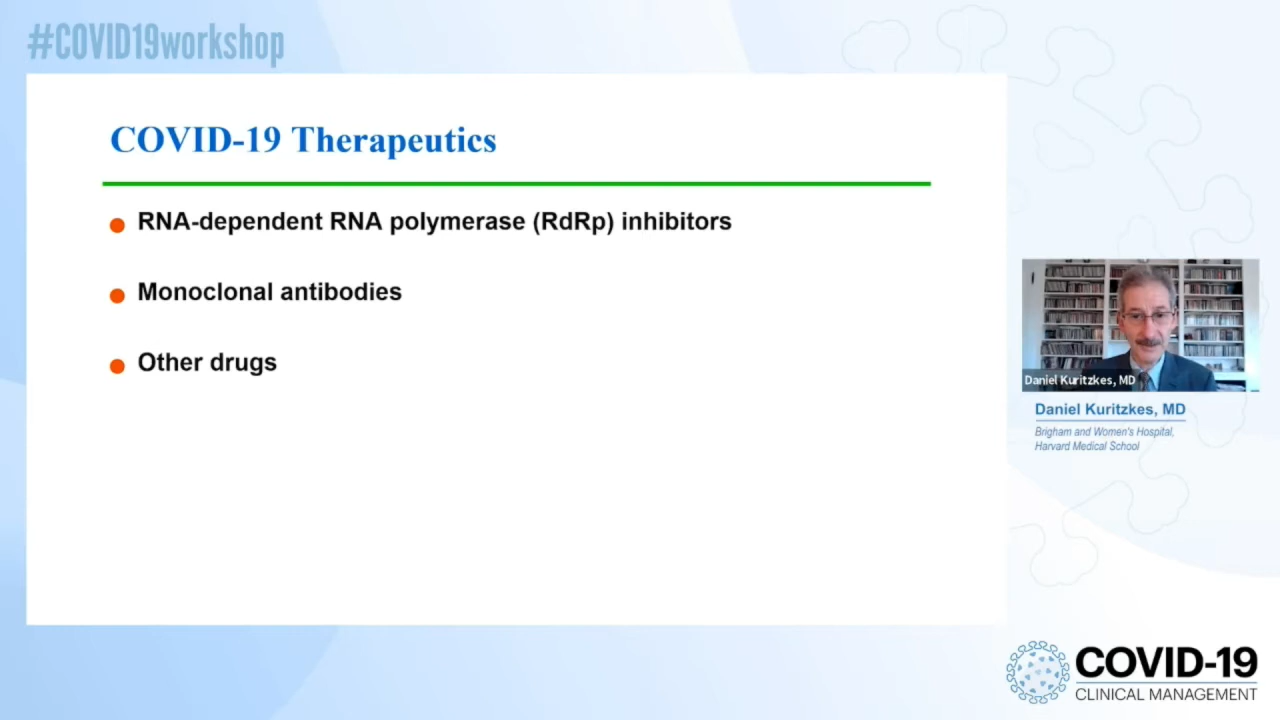 #COVID19workshop
COVID-19 Therapeutics
RNA-dependent RNA polymerase (RdRp) inhibitors
Monoclonal antibodies
Other drugs
Daniel Kuritzkes, MD
Daniel Kuritzkes, MD
Brigham and Women's Hospital,
Harvard Medical School
COVID-19
CLINICAL MANAGEMENT